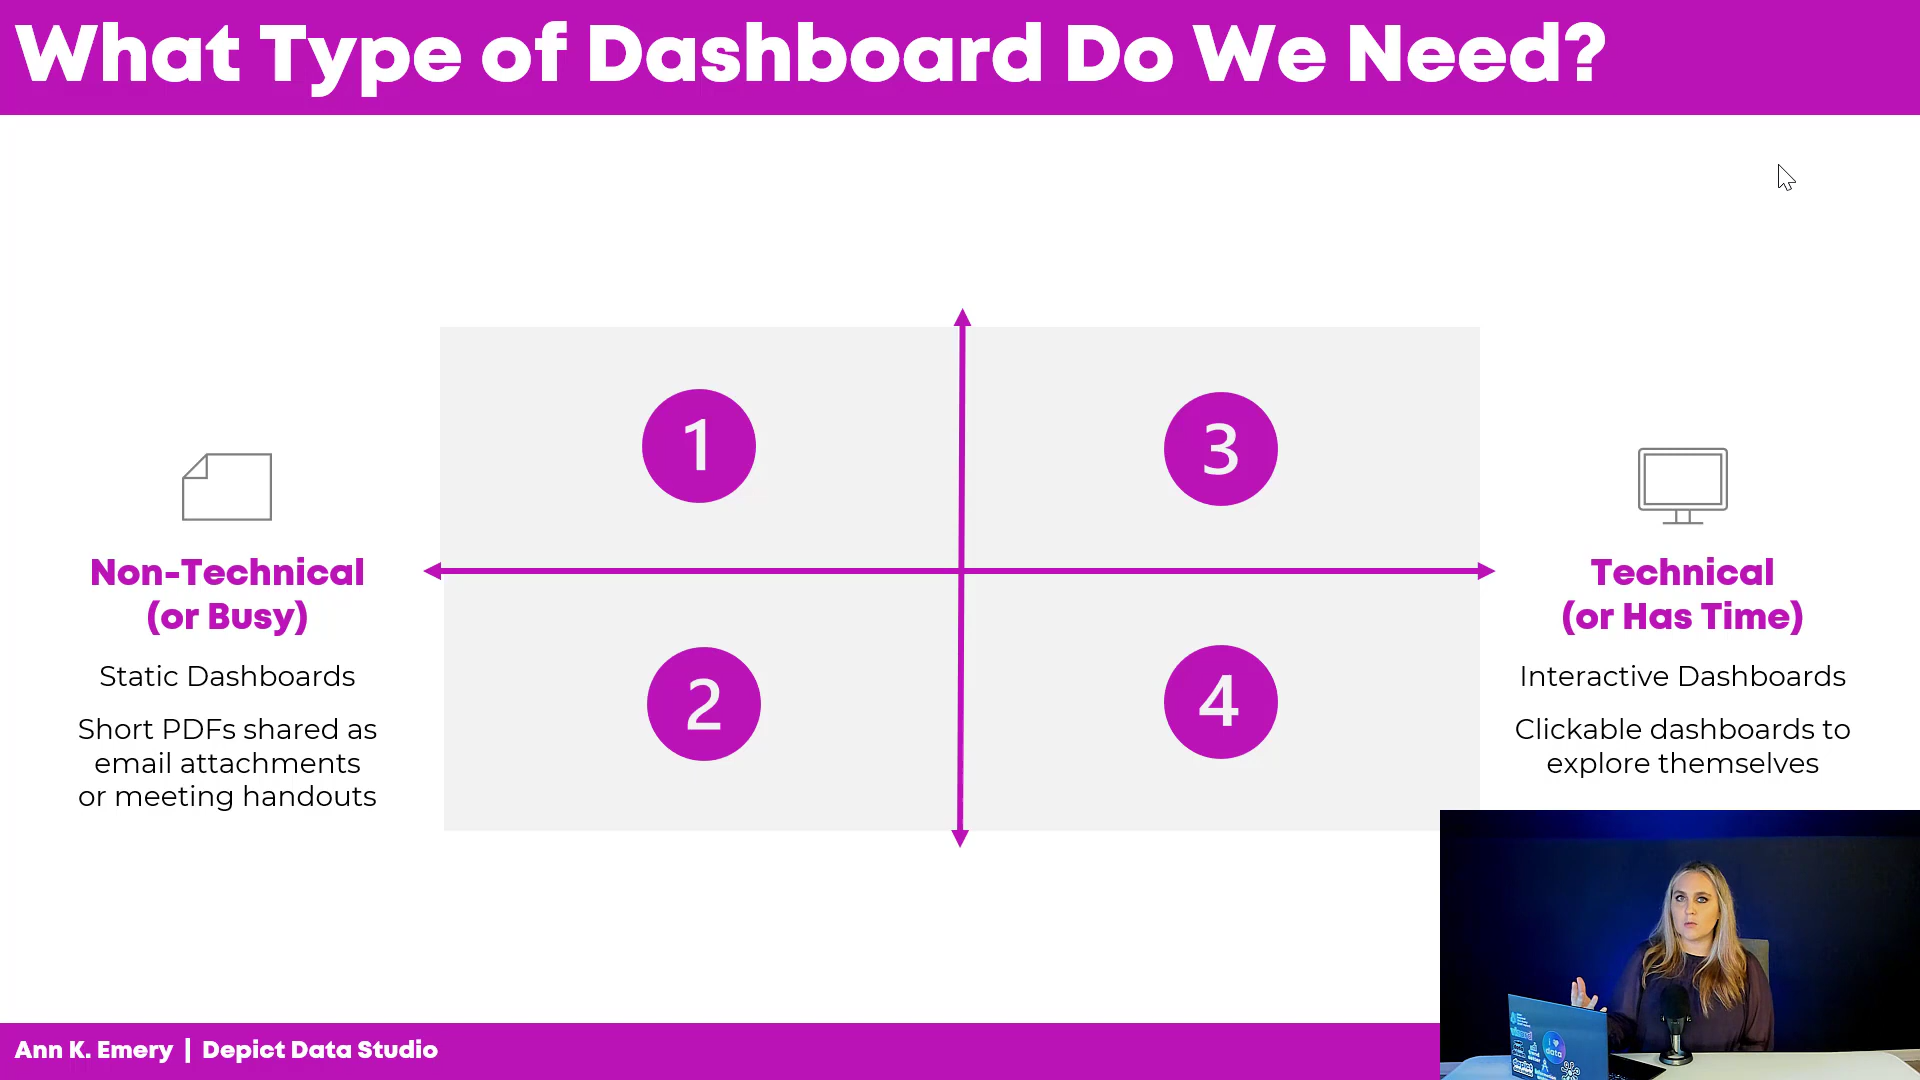 What Type of Dashboard Do We Need?
1
3
Non-Technical
(or Busy)
Static Dashboards
Short PDFs shared as
email attachments
or meeting handouts
Technical
(or Has Time)
Interactive Dashboards
Clickable dashboards to
explore themselves
2
4
I
data
depict
Ann K. Emery | Depict Data Studio